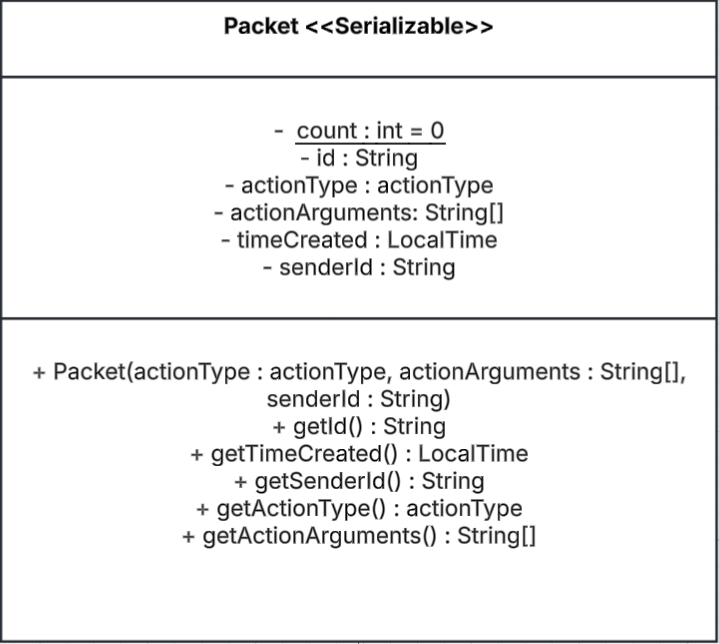 Packet <<Serializable>>
- count : int = 0
- id : String
- actionType : actionType
- actionArguments: String[]
- timeCreated : LocalTime
- senderId : String
+ Packet(actionType : actionType, actionArguments : String[],
senderId : String)
+ getId() : String
+ getTimeCreated() : LocalTime
+ getSenderId() : String
+ getActionType() : actionType
+ getActionArguments() : String[]